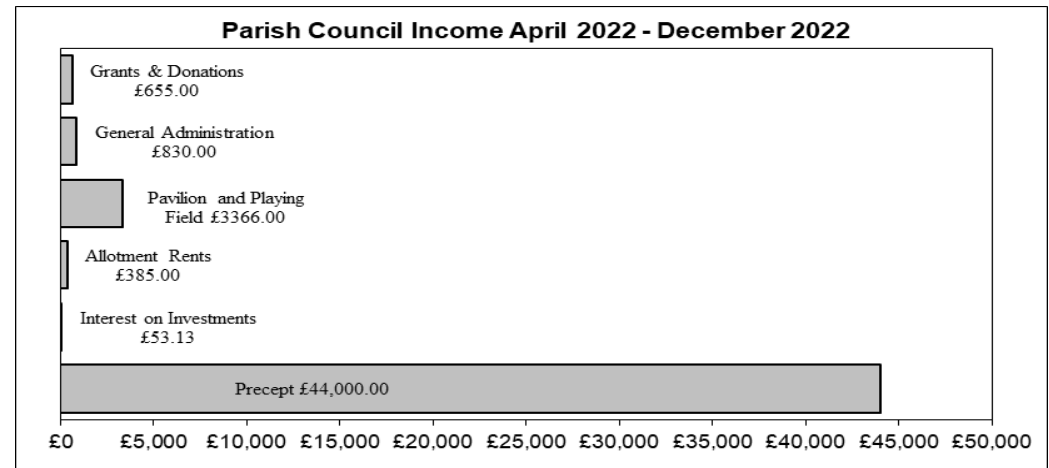 Parish Council Income April 2022 - December 2022
Grants & Donations
£655.00
General Administration
£830.00
Pavilion and Playing
Field £3366.00
Allotment Rents
£385.00
Interest on Investments
£53.13
Precept £44,000.00
£0 £5,000 £10,000 £15,000 £20,000 £25,000 £30,000 £35,000 £40,000 £45,000 £50,000